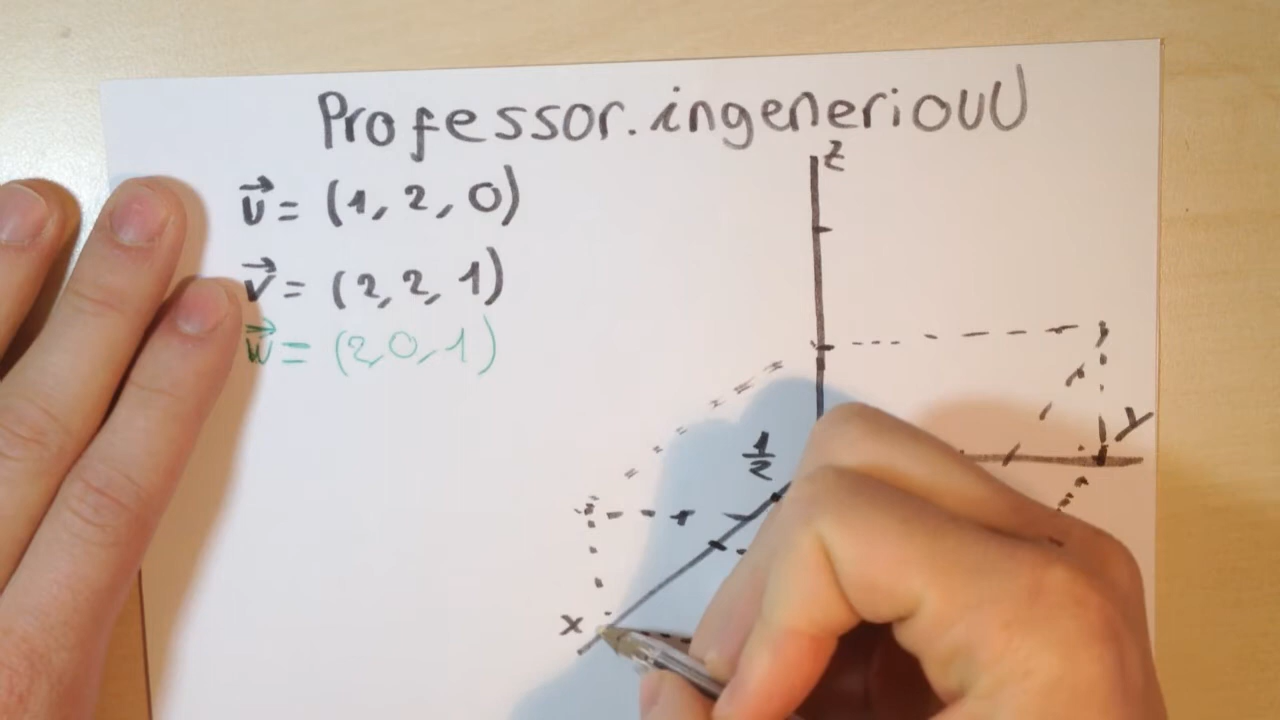 Professor.ingeneriouU
u⃗ = (1, 2, 0)
v⃗ = (2, 2, 1)
w⃗ = (2, 0, 1)
z
y
1/2
x